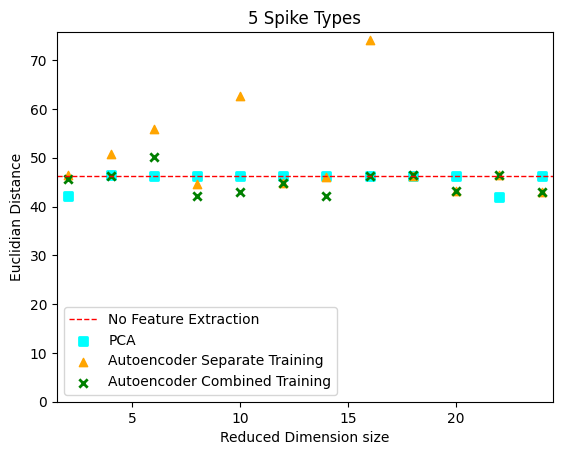 5 Spike Types
Euclidian Distance
70
60
50
40
30
20
10
0
No Feature Extraction
PCA
Autoencoder Separate Training
Autoencoder Combined Training
5
10
15
20
Reduced Dimension size